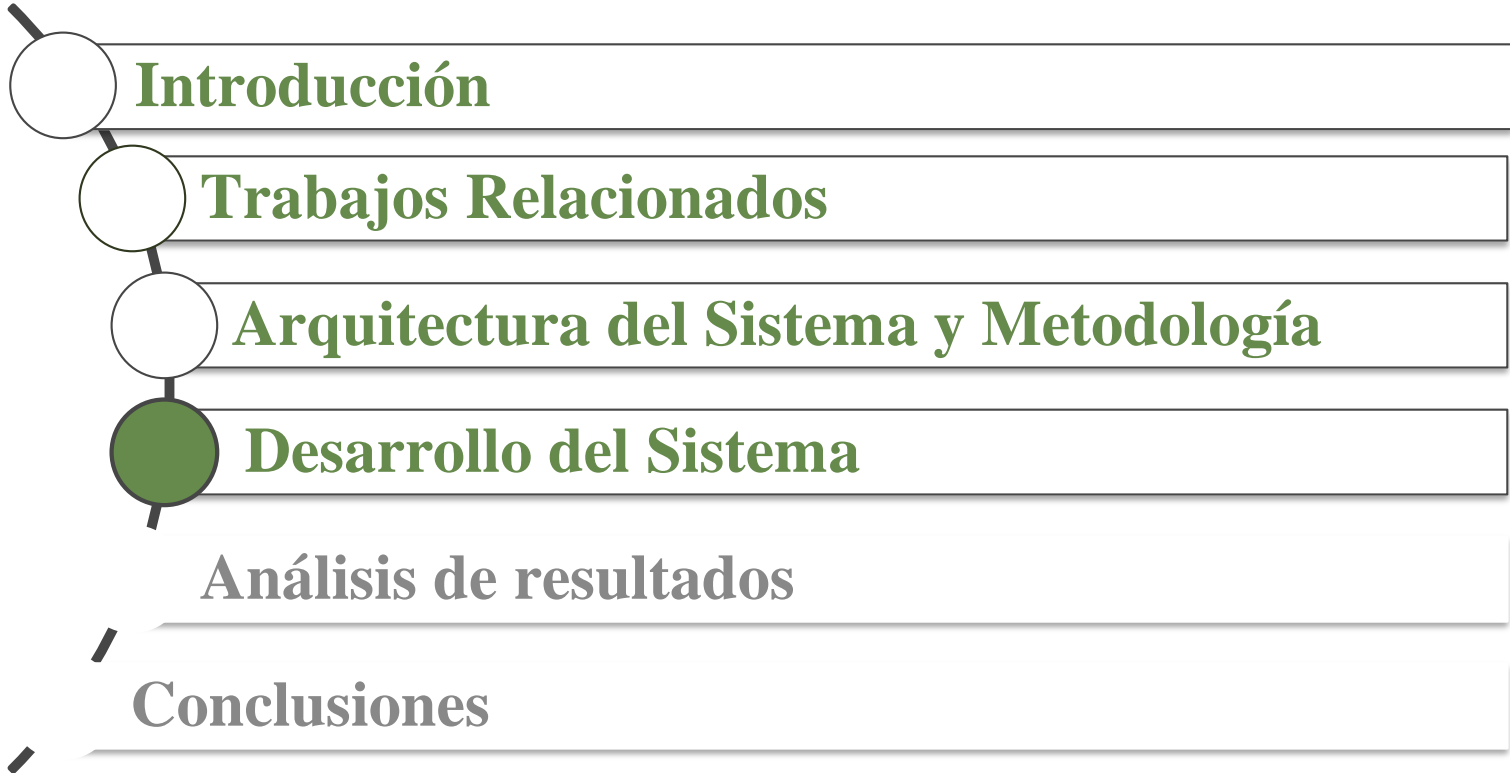 Introducción
Trabajos Relacionados
Arquitectura del Sistema y Metodología
Desarrollo del Sistema
Análisis de resultados
Conclusiones